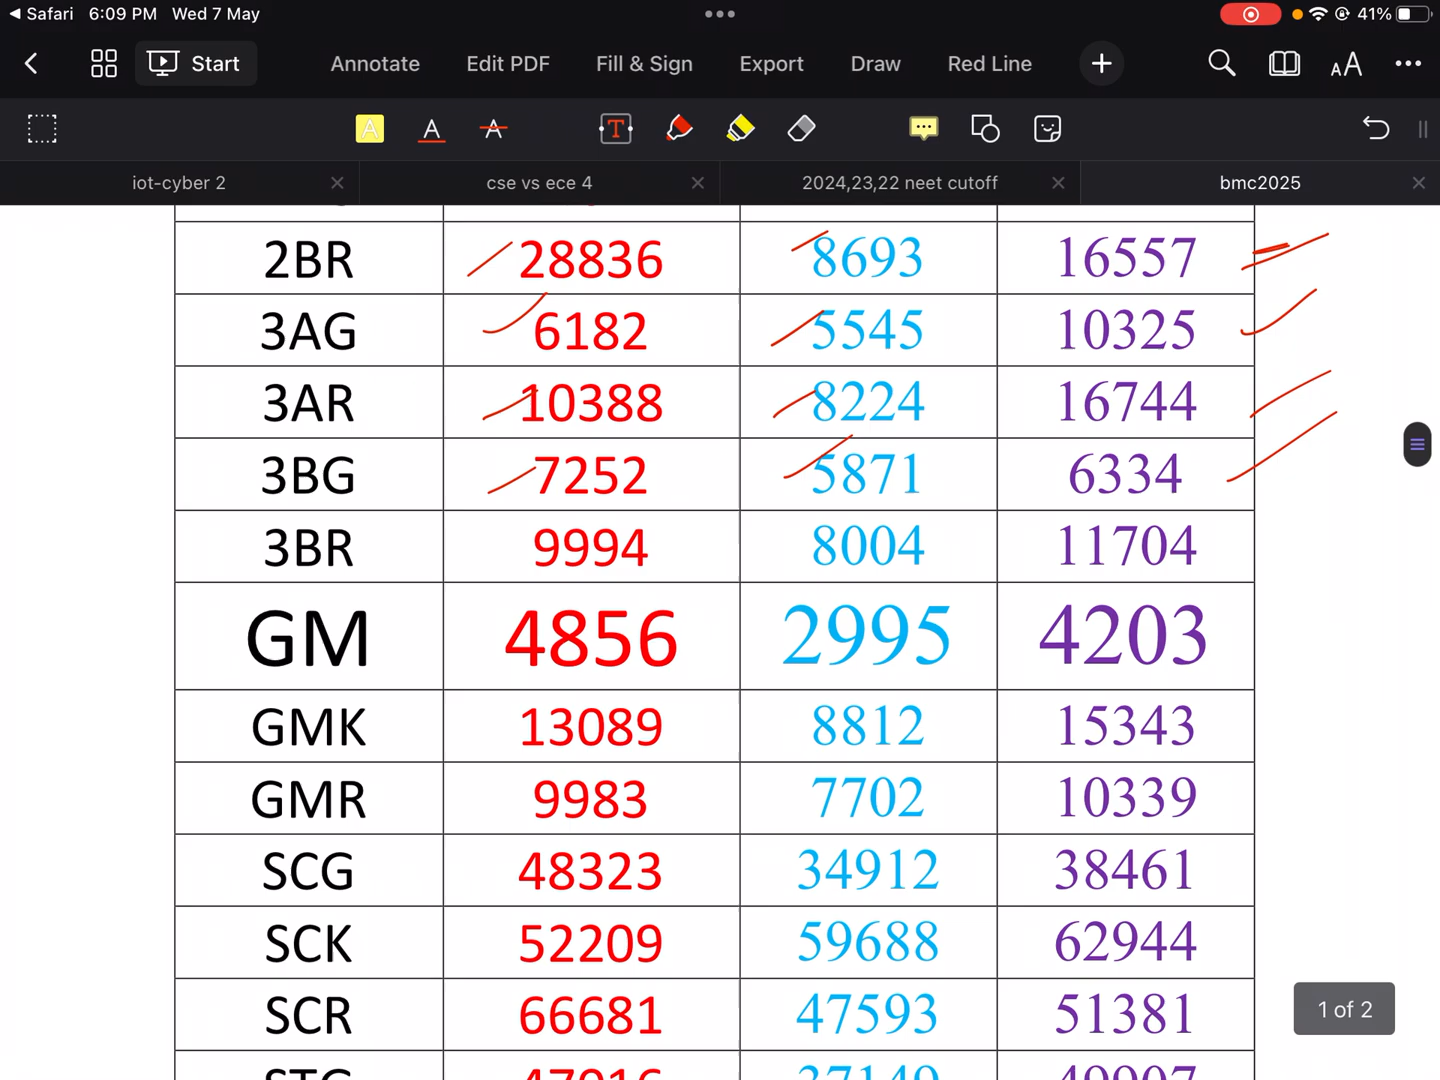 Safari 6:09 PM Wed 7 May 41%
Start Annotate Edit PDF Fill & Sign Export Draw Red Line
iot-cyber 2 cse vs ece 4 2024,23,22 neet cutoff bmc2025
2BR 28836 8693 16557
3AG 6182 5545 10325
3AR 10388 8224 16744
3BG 7252 5871 6334
3BR 9994 8004 11704
GM 4856 2995 4203
GMK 13089 8812 15343
GMR 9983 7702 10339
SCG 48323 34912 38461
SCK 52209 59688 62944
SCR 66681 47593 51381
1 of 2